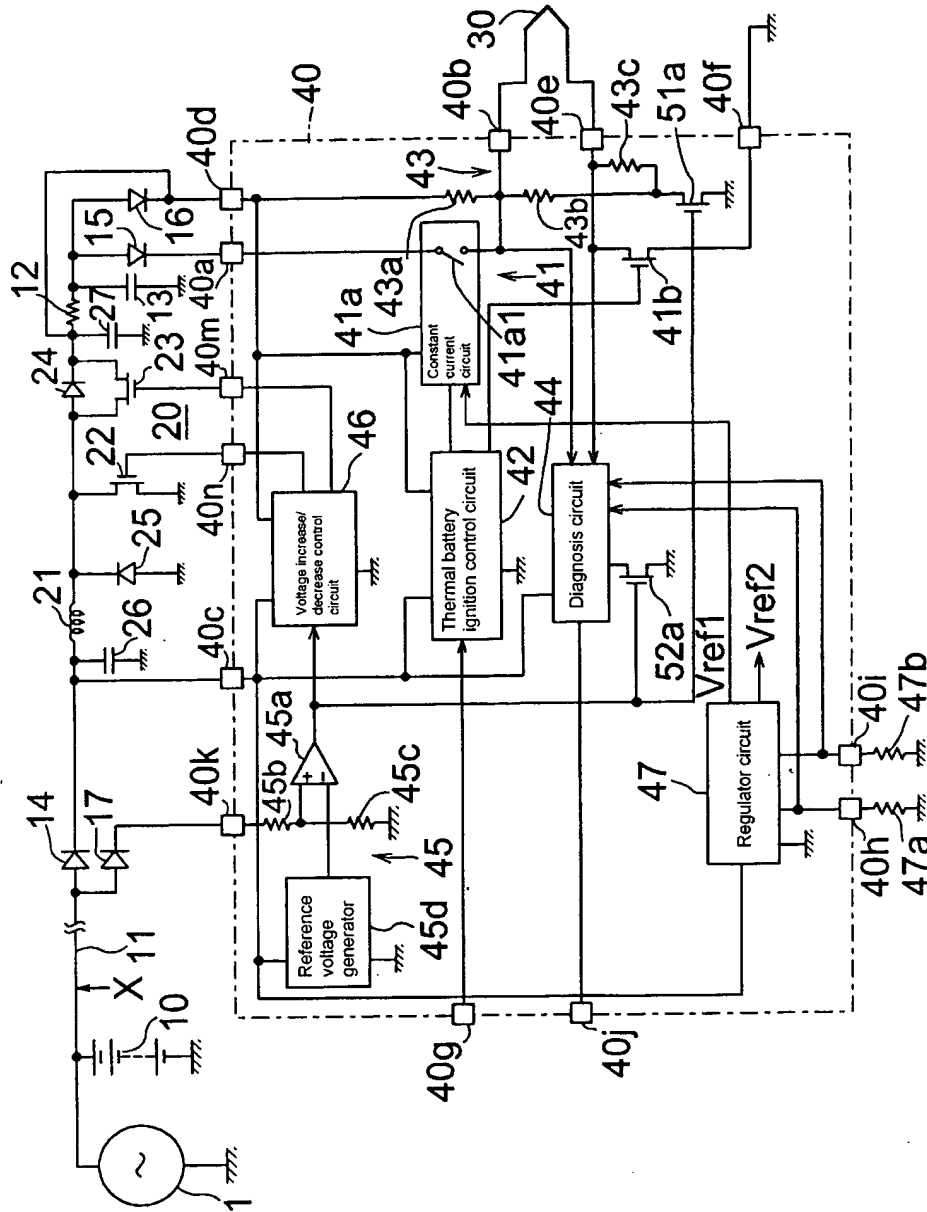 1
10
X
11
14
17
40k
26
40c
21
25
22
40n
20
24
23
40m
27
12
13
15
40a
16
40d
40
45b
45a
45c
45
45d
Reference
voltage
generator
46
Voltage increase/
decrease control
circuit
43
43a
41a
Constant
current
circuit
41a1
41
40b
30
40e
43c
43b
51a
40f
41b
42
Thermal battery
ignition control circuit
44
Diagnosis circuit
52a
Vref1
Vref2
47
Regulator circuit
40g
40j
40h
47a
40i
47b